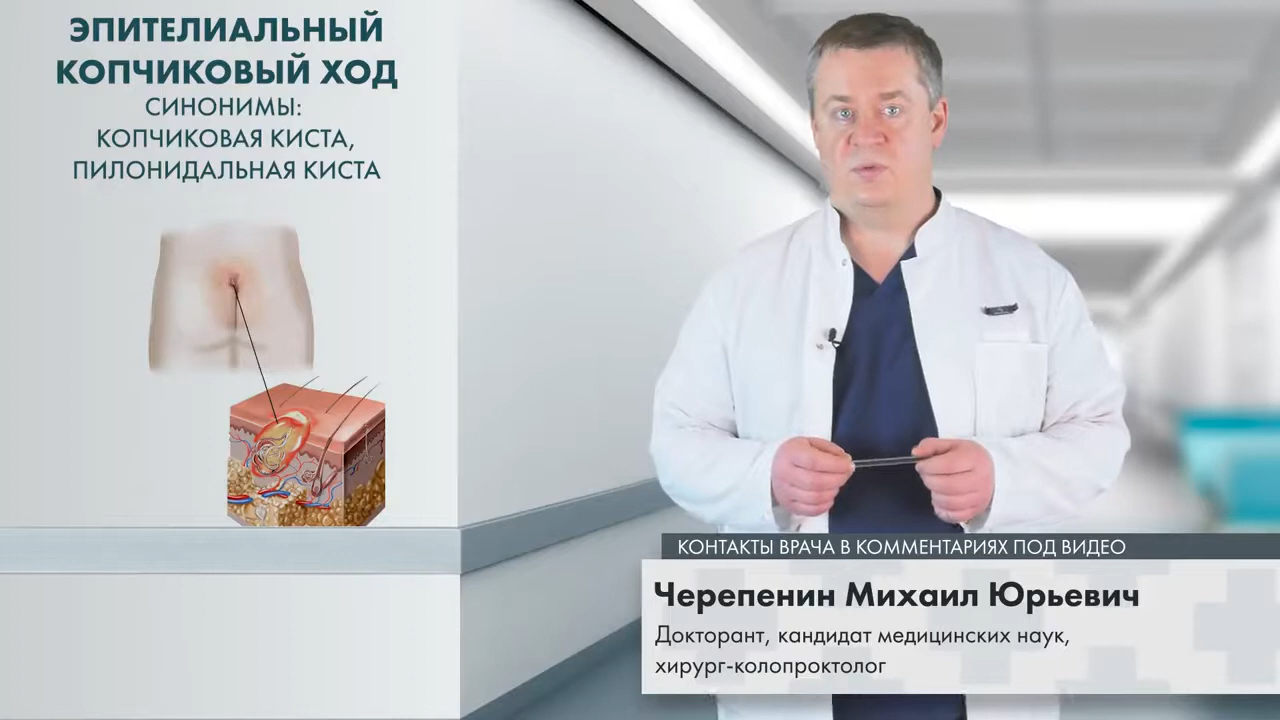 ЭПИТЕЛИАЛЬНЫЙ
КОПЧИКОВЫЙ ХОД
СИНОНИМЫ:
КОПЧИКОВАЯ КИСТА,
ПИЛОНИДАЛЬНАЯ КИСТА
КОНТАКТЫ ВРАЧА В КОММЕНТАРИЯХ ПОД ВИДЕО
Черепенин Михаил Юрьевич
Докторант, кандидат медицинских наук,
хирург-колопроктолог